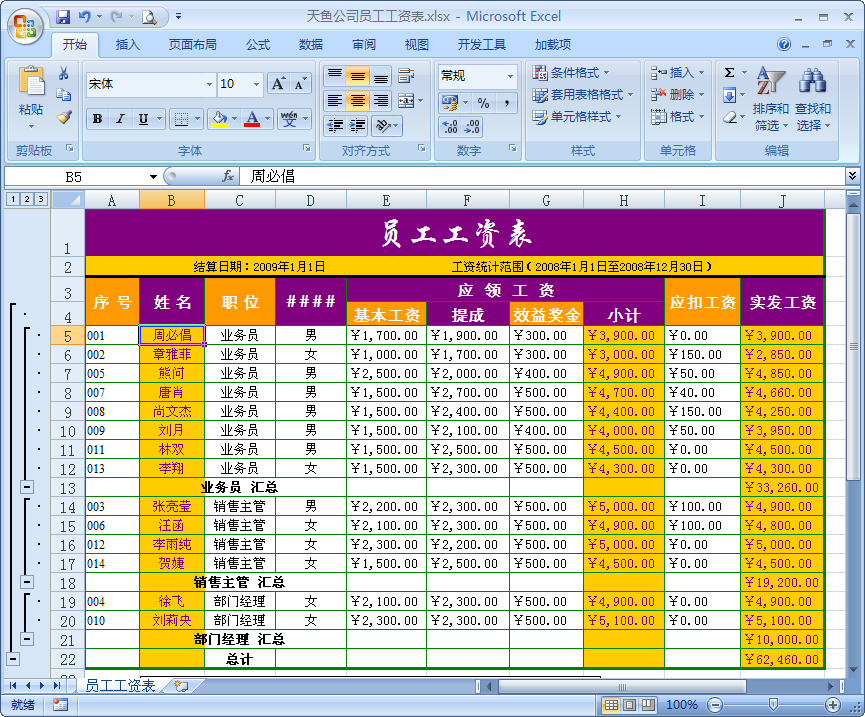 天鱼公司员工工资表.xlsx - Microsoft Excel
开始 插入 页面布局 公式 数据 审阅 视图 开发工具 加载项
宋体 10 A A 常规 条件格式 插入 Σ
粘贴 B I U A wén 文 % , 套用表格格式 删除 排序和 查找和
.00 .0 单元格样式 格式 筛选 选择
剪贴板 字体 对齐方式 数字 样式 单元格 编辑
B5 fx 周必倡
1 2 3 A B C D E F G H I J
1 员工工资表
2 结算日期:2009年1月1日 工资统计范围(2008年1月1日至2008年12月30日)
3 序 号 姓 名 职 位 #### 应 领 工 资 应扣工资 实发工资
4 基本工资 提成 效益奖金 小计
5 001 周必倡 业务员 男 ￥1,700.00 ￥1,900.00 ￥300.00 ￥3,900.00 ￥0.00 ￥3,900.00
6 002 章雅菲 业务员 女 ￥1,000.00 ￥1,700.00 ￥300.00 ￥3,000.00 ￥150.00 ￥2,850.00
7 005 熊问 业务员 男 ￥2,500.00 ￥2,000.00 ￥400.00 ￥4,900.00 ￥50.00 ￥4,850.00
8 007 唐肖 业务员 男 ￥1,500.00 ￥2,700.00 ￥500.00 ￥4,700.00 ￥40.00 ￥4,660.00
9 008 尚文杰 业务员 男 ￥1,500.00 ￥2,400.00 ￥500.00 ￥4,400.00 ￥150.00 ￥4,250.00
10 009 刘月 业务员 男 ￥1,500.00 ￥2,100.00 ￥400.00 ￥4,000.00 ￥50.00 ￥3,950.00
11 011 林双 业务员 男 ￥1,500.00 ￥2,500.00 ￥500.00 ￥4,500.00 ￥0.00 ￥4,500.00
12 013 李翔 业务员 女 ￥1,500.00 ￥2,300.00 ￥500.00 ￥4,300.00 ￥0.00 ￥4,300.00
13 业务员 汇总 ￥33,260.00
14 003 张亮莹 销售主管 男 ￥2,200.00 ￥2,300.00 ￥500.00 ￥5,000.00 ￥100.00 ￥4,900.00
15 006 汪函 销售主管 女 ￥2,100.00 ￥2,300.00 ￥500.00 ￥4,900.00 ￥100.00 ￥4,800.00
16 012 李雨纯 销售主管 女 ￥2,300.00 ￥2,200.00 ￥500.00 ￥5,000.00 ￥0.00 ￥5,000.00
17 014 贺婕 销售主管 女 ￥1,500.00 ￥2,500.00 ￥500.00 ￥4,500.00 ￥0.00 ￥4,500.00
18 销售主管 汇总 ￥19,200.00
19 004 徐飞 部门经理 女 ￥2,100.00 ￥2,300.00 ￥500.00 ￥4,900.00 ￥0.00 ￥4,900.00
20 010 刘莉央 部门经理 女 ￥2,300.00 ￥2,300.00 ￥500.00 ￥5,100.00 ￥0.00 ￥5,100.00
21 部门经理 汇总 ￥10,000.00
22 总计 ￥62,460.00
员工工资表
就绪 100%